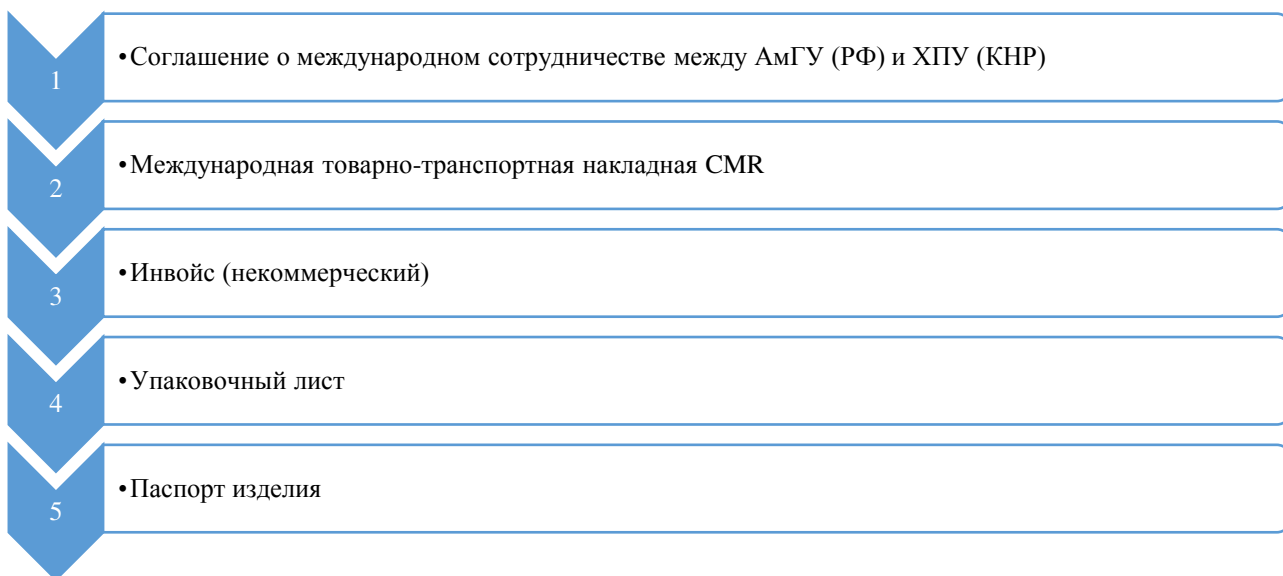 1
•Соглашение о международном сотрудничестве между АмГУ (РФ) и ХПУ (КНР)
2
•Международная товарно-транспортная накладная CMR
3
•Инвойс (некоммерческий)
4
•Упаковочный лист
5
•Паспорт изделия